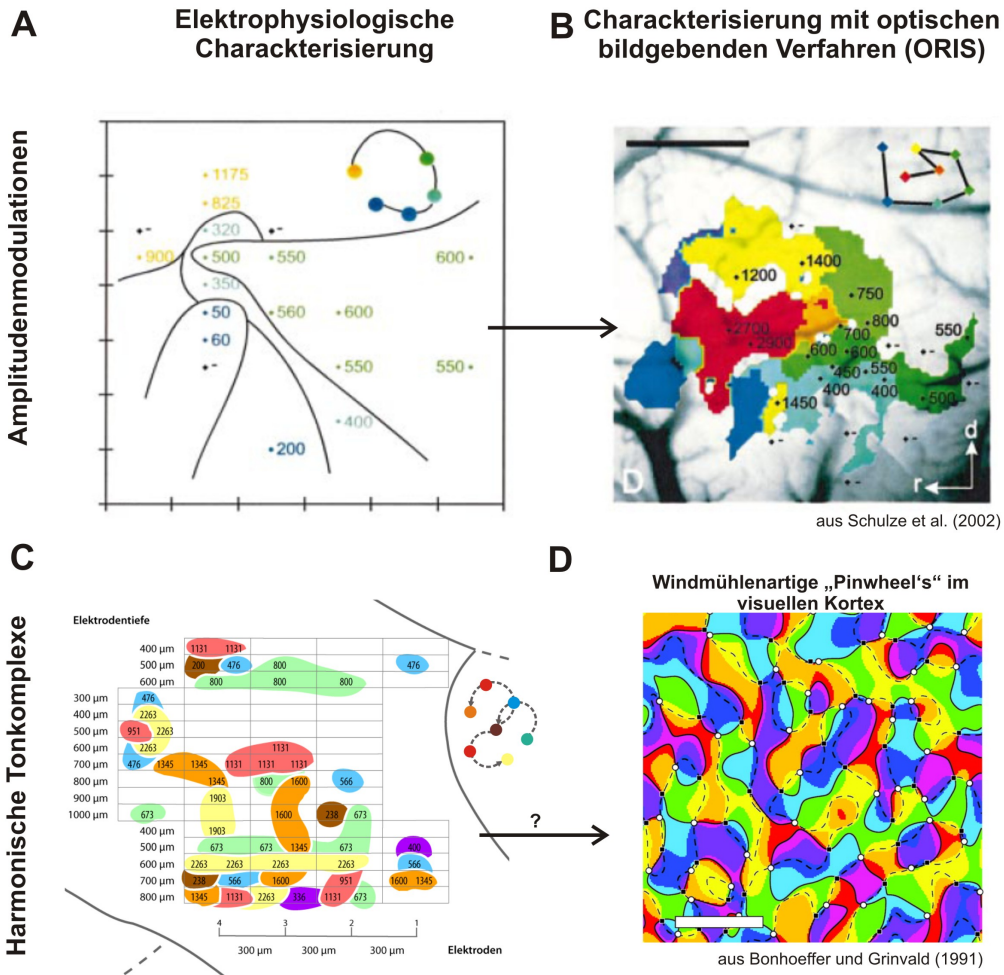 A
Elektrophysiologische
Charackterisierung
B
Charackterisierung mit optischen
bildgebenden Verfahren (ORIS)
Amplitudenmodulationen
1175
825
-
320
-
900
500
550
600
350
50
560
600
60
-
550
550
400
200
-
1200
1400
750
2700
2900
700
800
550
600
600
-
450
550
-
400
400
1450
500
-
-
-
-
D
d
r
aus Schulze et al. (2002)
Harmonische Tonkomplexe
C
Elektrodentiefe
400 µm 1131 1131
500 µm 200 476 800 476
600 µm 800 800 800
300 µm 476
400 µm 2263
500 µm 951 2263
600 µm 2263 1131
700 µm 476 1345 1345 1131 1131 1131
800 µm 1345 800 1600 566
900 µm 1903
1000 µm 673 1600 238 673
400 µm 1903
500 µm 673 673 1345 673 400
600 µm 2263 2263 2263 2263 566
700 µm 238 566 1600 951 1600 1345
800 µm 1345 1131 2263 336 1131 673
4 3 2 1
300 µm 300 µm 300 µm
Elektroden
?
D
Windmühlenartige „Pinwheel‘s“ im
visuellen Kortex
aus Bonhoeffer und Grinvald (1991)